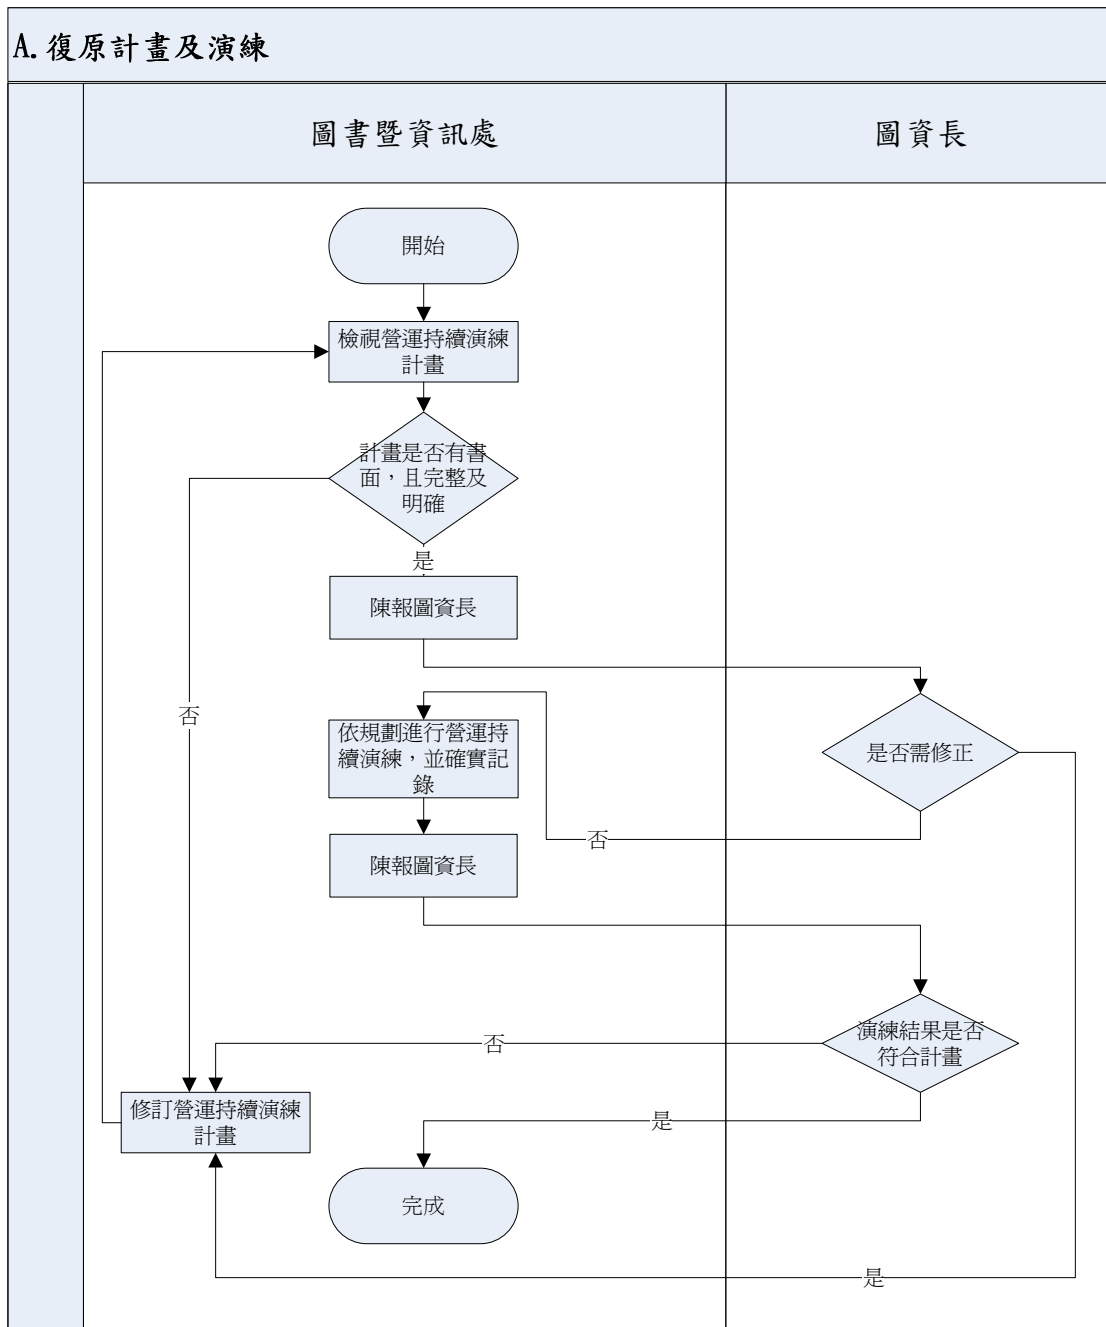 A.復原計畫及演練
圖書暨資訊處
圖資長
開始
檢視營運持續演練
計畫
計畫是否有書
面，且完整及
明確
是
陳報圖資長
否
依規劃進行營運持
續演練，並確實記
錄
是否需修正
否
陳報圖資長
演練結果是否
符合計畫
否
修訂營運持續演練
計畫
是
完成
是